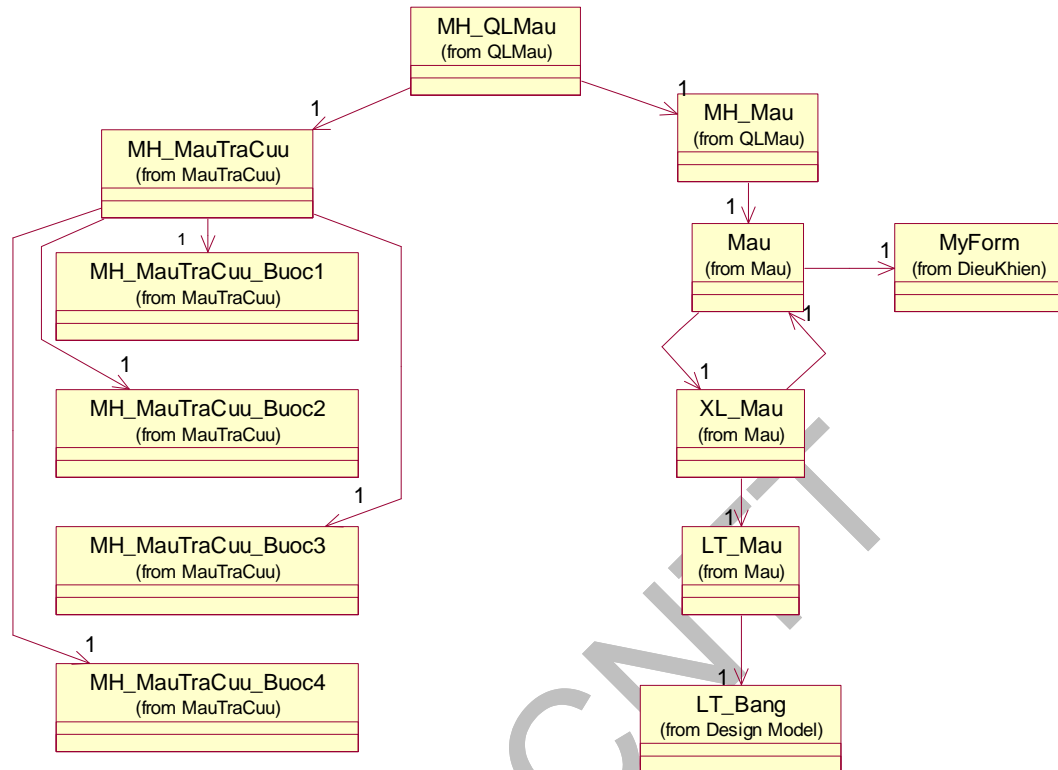 MH_QLMau
(from QLMau)
1
1
MH_Mau
(from QLMau)
MH_MauTraCuu
(from MauTraCuu)
1
1
Mau
(from Mau)
1
MyForm
(from DieuKhien)
MH_MauTraCuu_Buoc1
(from MauTraCuu)
1
1
1
MH_MauTraCuu_Buoc2
(from MauTraCuu)
XL_Mau
(from Mau)
1
1
MH_MauTraCuu_Buoc3
(from MauTraCuu)
LT_Mau
(from Mau)
1
MH_MauTraCuu_Buoc4
(from MauTraCuu)
1
LT_Bang
(from Design Model)
CNTT